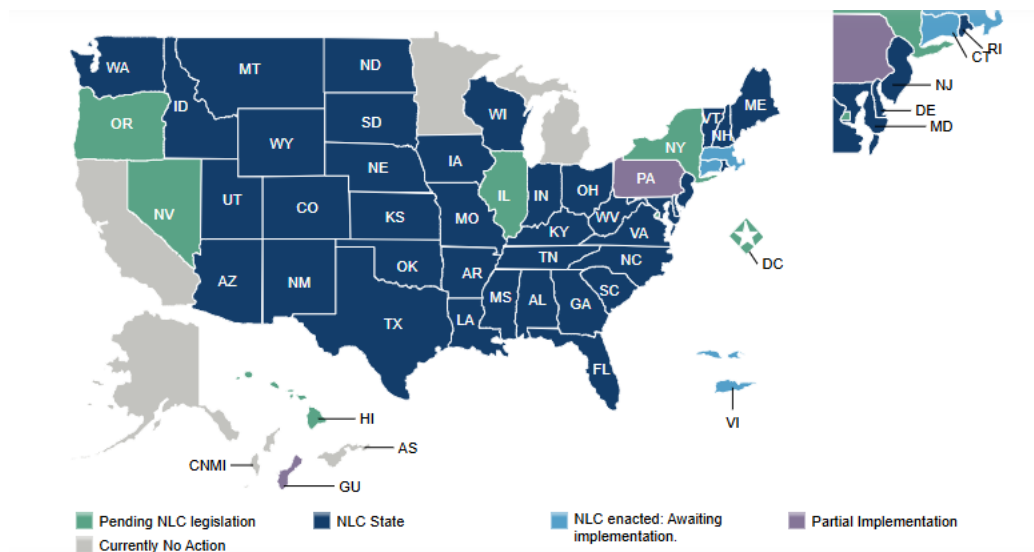 WA
MT
ND
OR
ID
WY
SD
WI
VT
NH
ME
NY
NV
UT
CO
NE
KS
IA
MO
IL
IN
OH
PA
WV
VA
KY
AZ
NM
OK
AR
TN
NC
SC
MS
AL
GA
LA
TX
FL
RI
CT
NJ
DE
MD
DC
VI
HI
AS
CNMI
GU
Pending NLC legislation
NLC State
NLC enacted: Awaiting
implementation.
Partial Implementation
Currently No Action